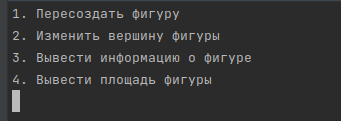 1. Пересоздать фигуру
2. Изменить вершину фигуры
3. Вывести информацию о фигуре
4. Вывести площадь фигуры